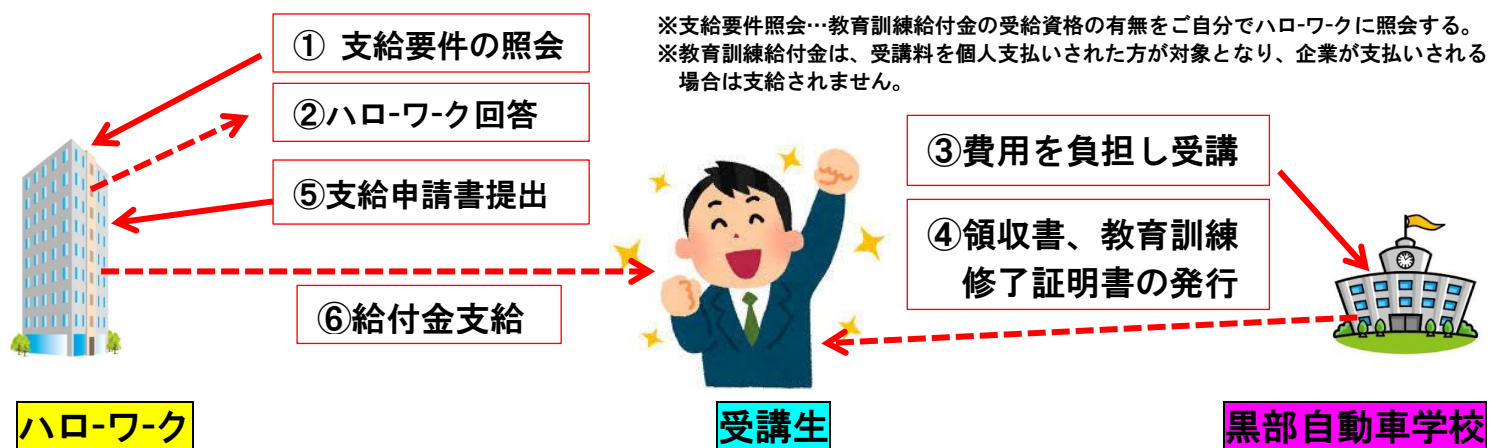 ※支給要件照会…教育訓練給付金の受給資格の有無をご自分でハロ-ワ-クに照会する。
※教育訓練給付金は、受講料を個人支払いされた方が対象となり、企業が支払いされる
場合は支給されません。
① 支給要件の照会
②ハロ-ワ-ク回答
⑤支給申請書提出
⑥給付金支給
③費用を負担し受講
④領収書、教育訓練
修了証明書の発行
ハロ-ワ-ク
受講生
黒部自動車学校